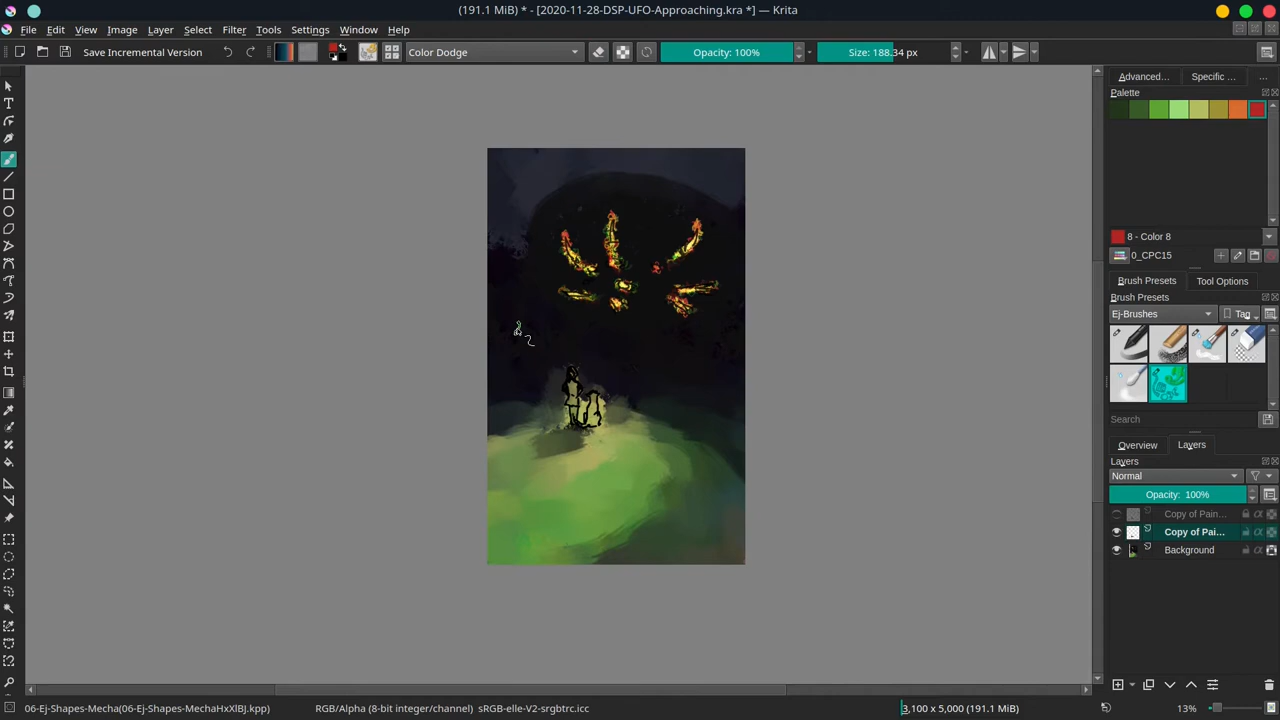 (191.1 MiB) * - [2020-11-28-DSP-UFO-Approaching.kra *] — Krita
File Edit View Image Layer Select Filter Tools Settings Window Help
Save Incremental Version Color Dodge Opacity: 100% Size: 188.34 px
Advanced... Specific ... ...
Palette
8 - Color 8
0_CPC15
Brush Presets Tool Options
Brush Presets
Ej-Brushes Tag
Search
Overview Layers
Layers
Normal
Opacity: 100%
Copy of Pain...
Copy of Pai...
Background
06-Ej-Shapes-Mecha(06-Ej-Shapes-MechaHxXlBJ.kpp) RGB/Alpha (8-bit integer/channel) sRGB-elle-V2-srgbtrc.icc 3,100 x 5,000 (191.1 MiB) 13%